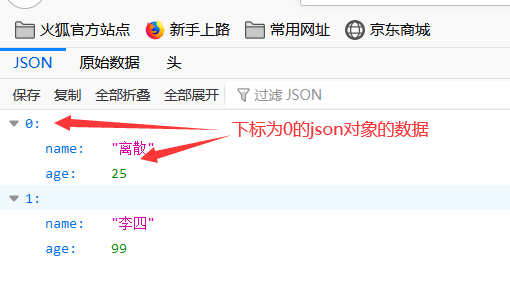 火狐官方站点 新手上路 常用网址 京东商城
JSON 原始数据 头
保存 复制 全部折叠 全部展开 过滤 JSON
0: 下标为0的json对象的数据
name: "离散"
age: 25
1:
name: "李四"
age: 99